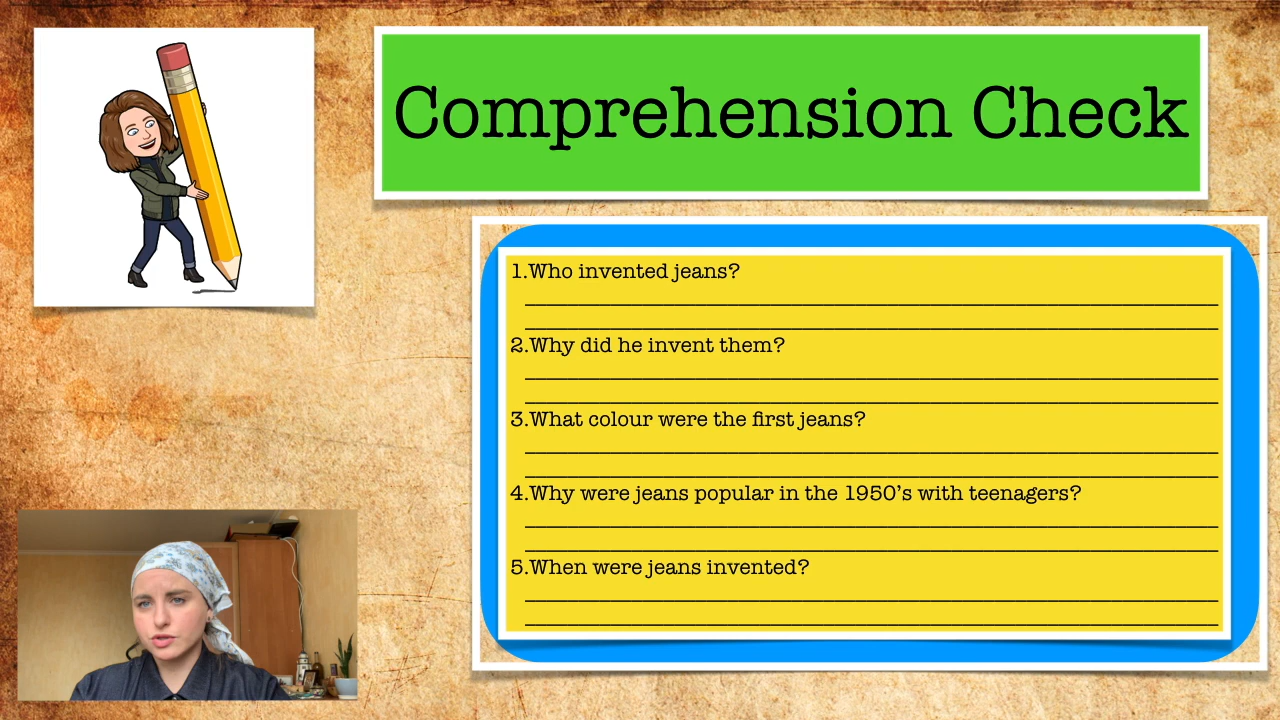 Comprehension Check
1.Who invented jeans?
2.Why did he invent them?
3.What colour were the first jeans?
4.Why were jeans popular in the 1950’s with teenagers?
5.When were jeans invented?